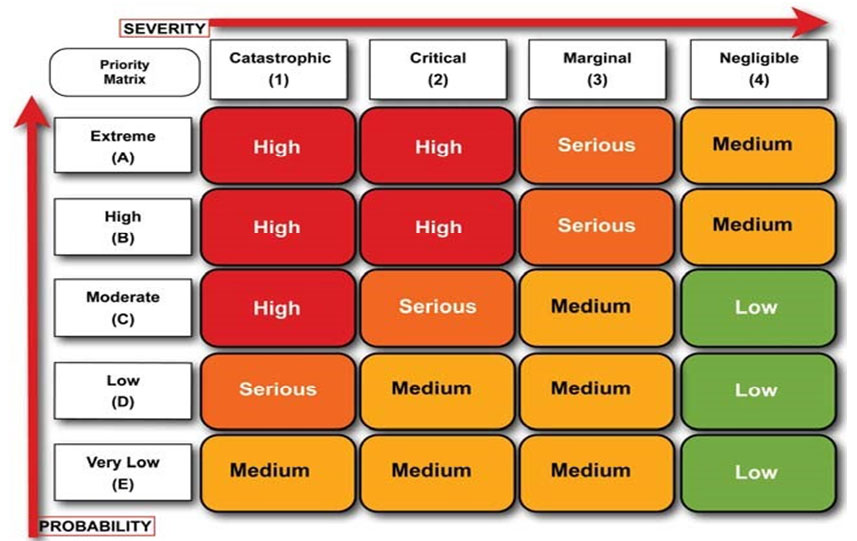 SEVERITY
Priority
Matrix
Catastrophic
(1)
Critical
(2)
Marginal
(3)
Negligible
(4)
Extreme
(A)
High
High
Serious
Medium
High
(B)
High
High
Serious
Medium
Moderate
(C)
High
Serious
Medium
Low
Low
(D)
Serious
Medium
Medium
Low
Very Low
(E)
Medium
Medium
Medium
Low
PROBABILITY